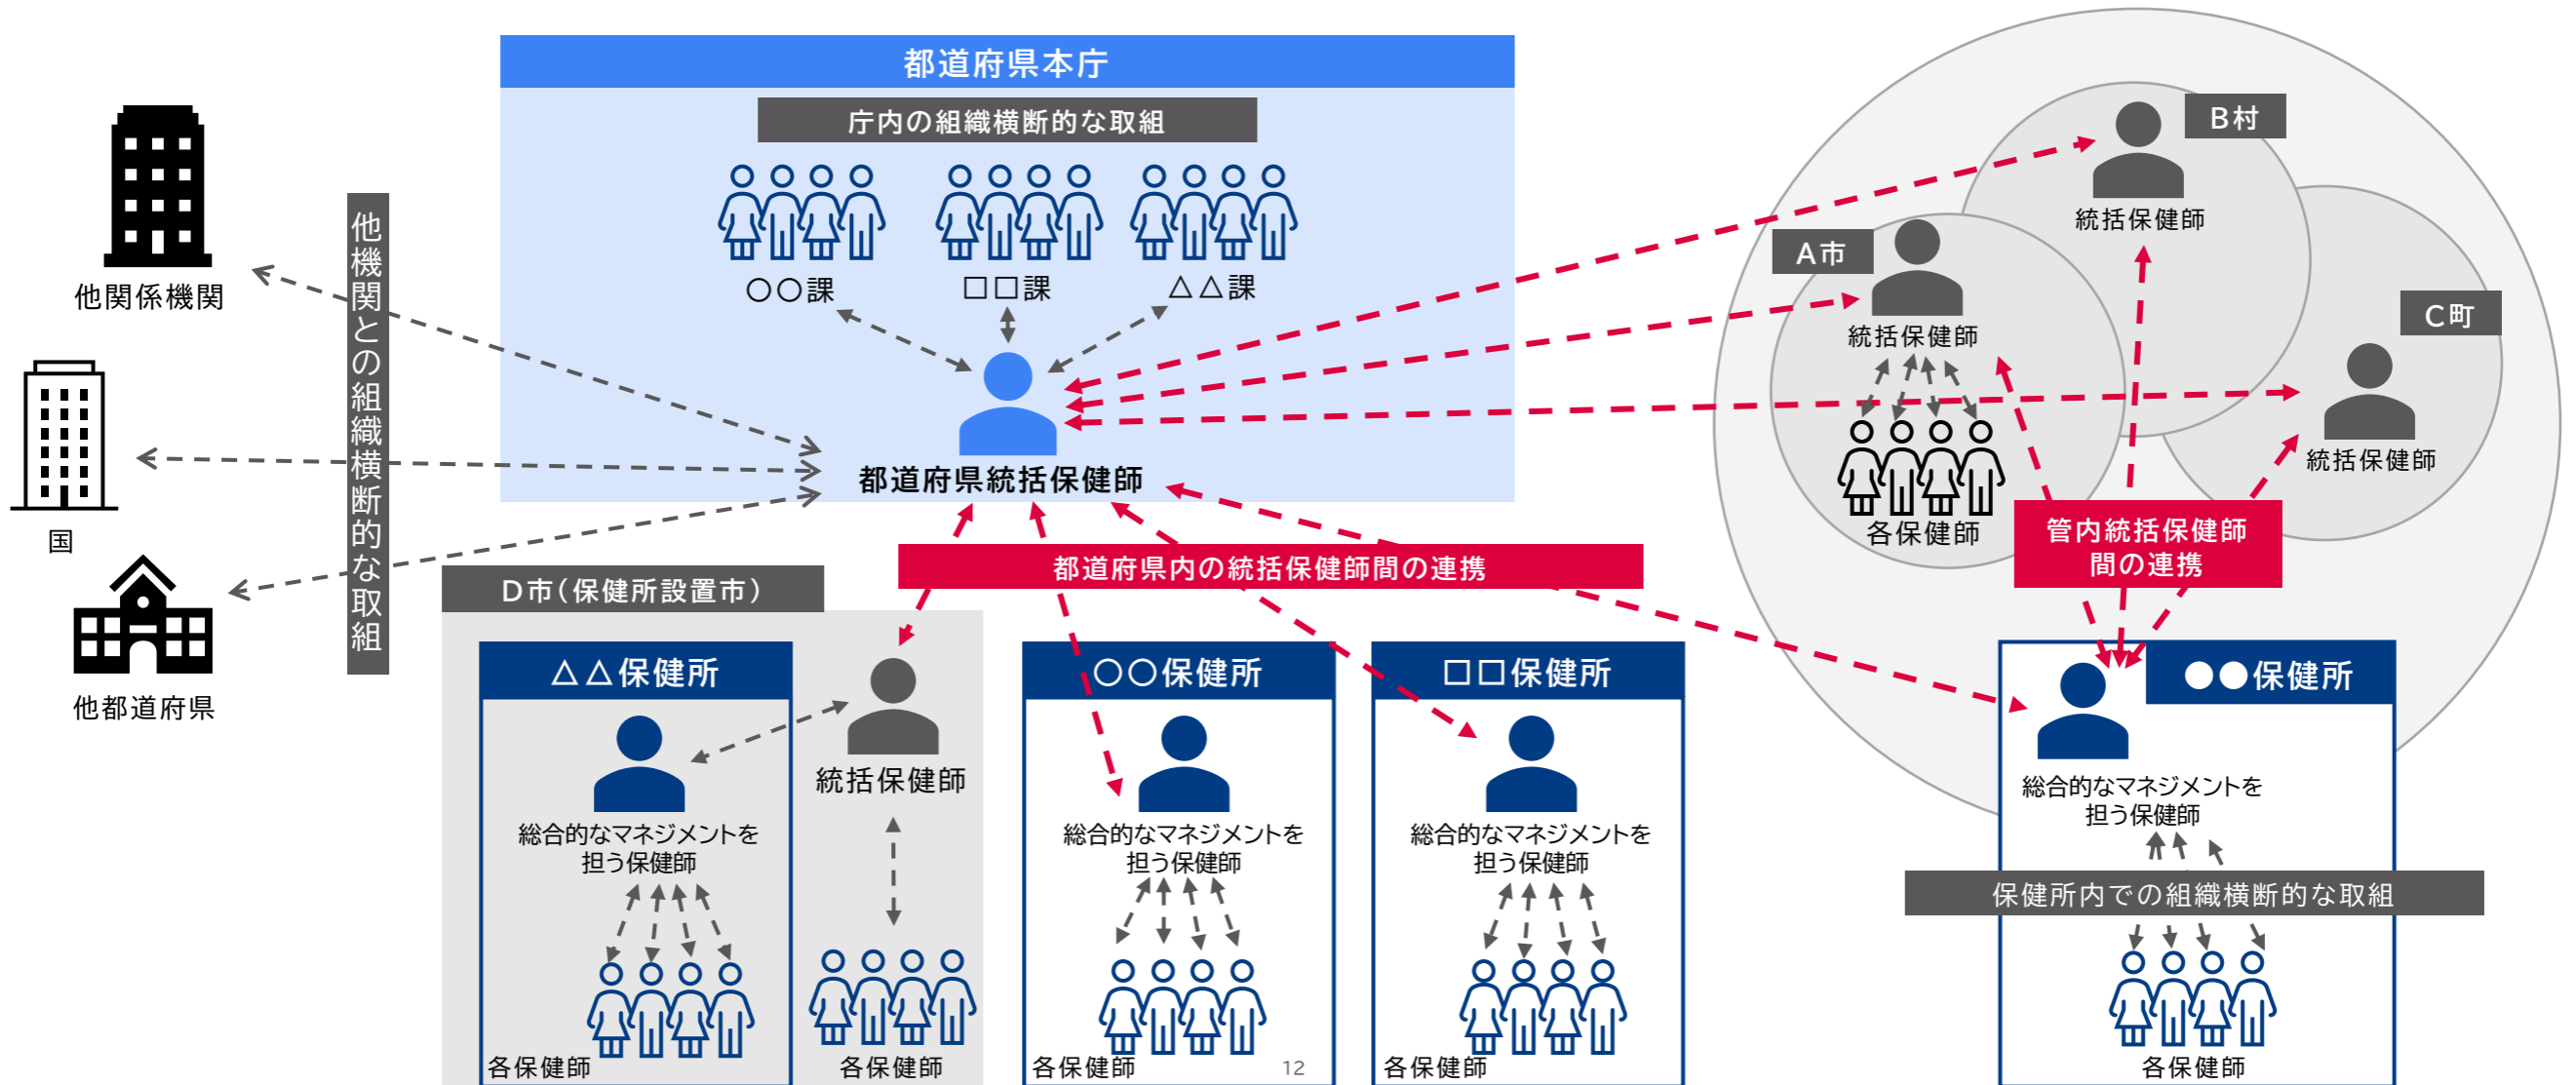 都道府県本庁
庁内の組織横断的な取組
○○課
□□課
△△課
都道府県統括保健師
他機関との組織横断的な取組
他関係機関
国
他都道府県
B村
統括保健師
A市
統括保健師
各保健師
C町
統括保健師
管内統括保健師
間の連携
都道府県内の統括保健師間の連携
D市(保健所設置市)
△△保健所
総合的なマネジメントを
担う保健師
各保健師
統括保健師
各保健師
○○保健所
総合的なマネジメントを
担う保健師
各保健師
□□保健所
総合的なマネジメントを
担う保健師
各保健師
●●保健所
総合的なマネジメントを
担う保健師
保健所内での組織横断的な取組
各保健師
12